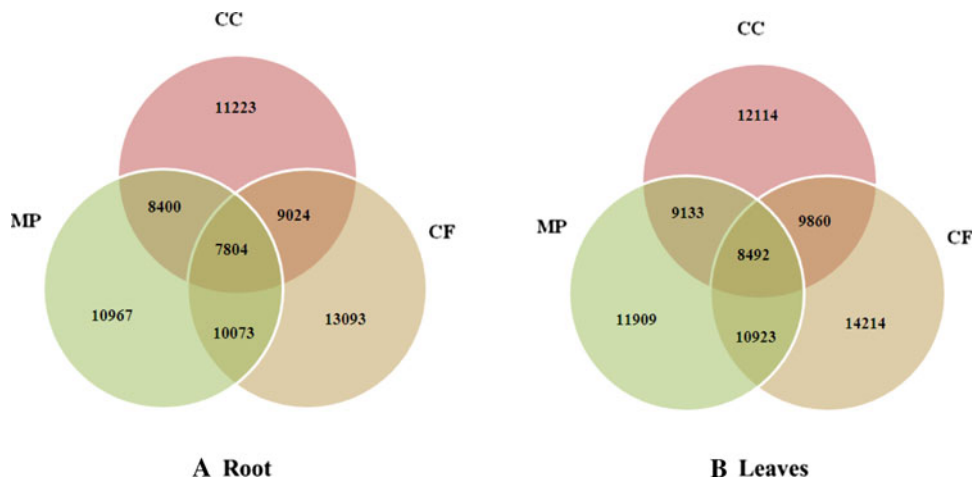 CC
11223
MP
8400
9024
CF
7804
10967
10073
13093
A Root
CC
12114
MP
9133
9860
CF
8492
11909
10923
14214
B Leaves